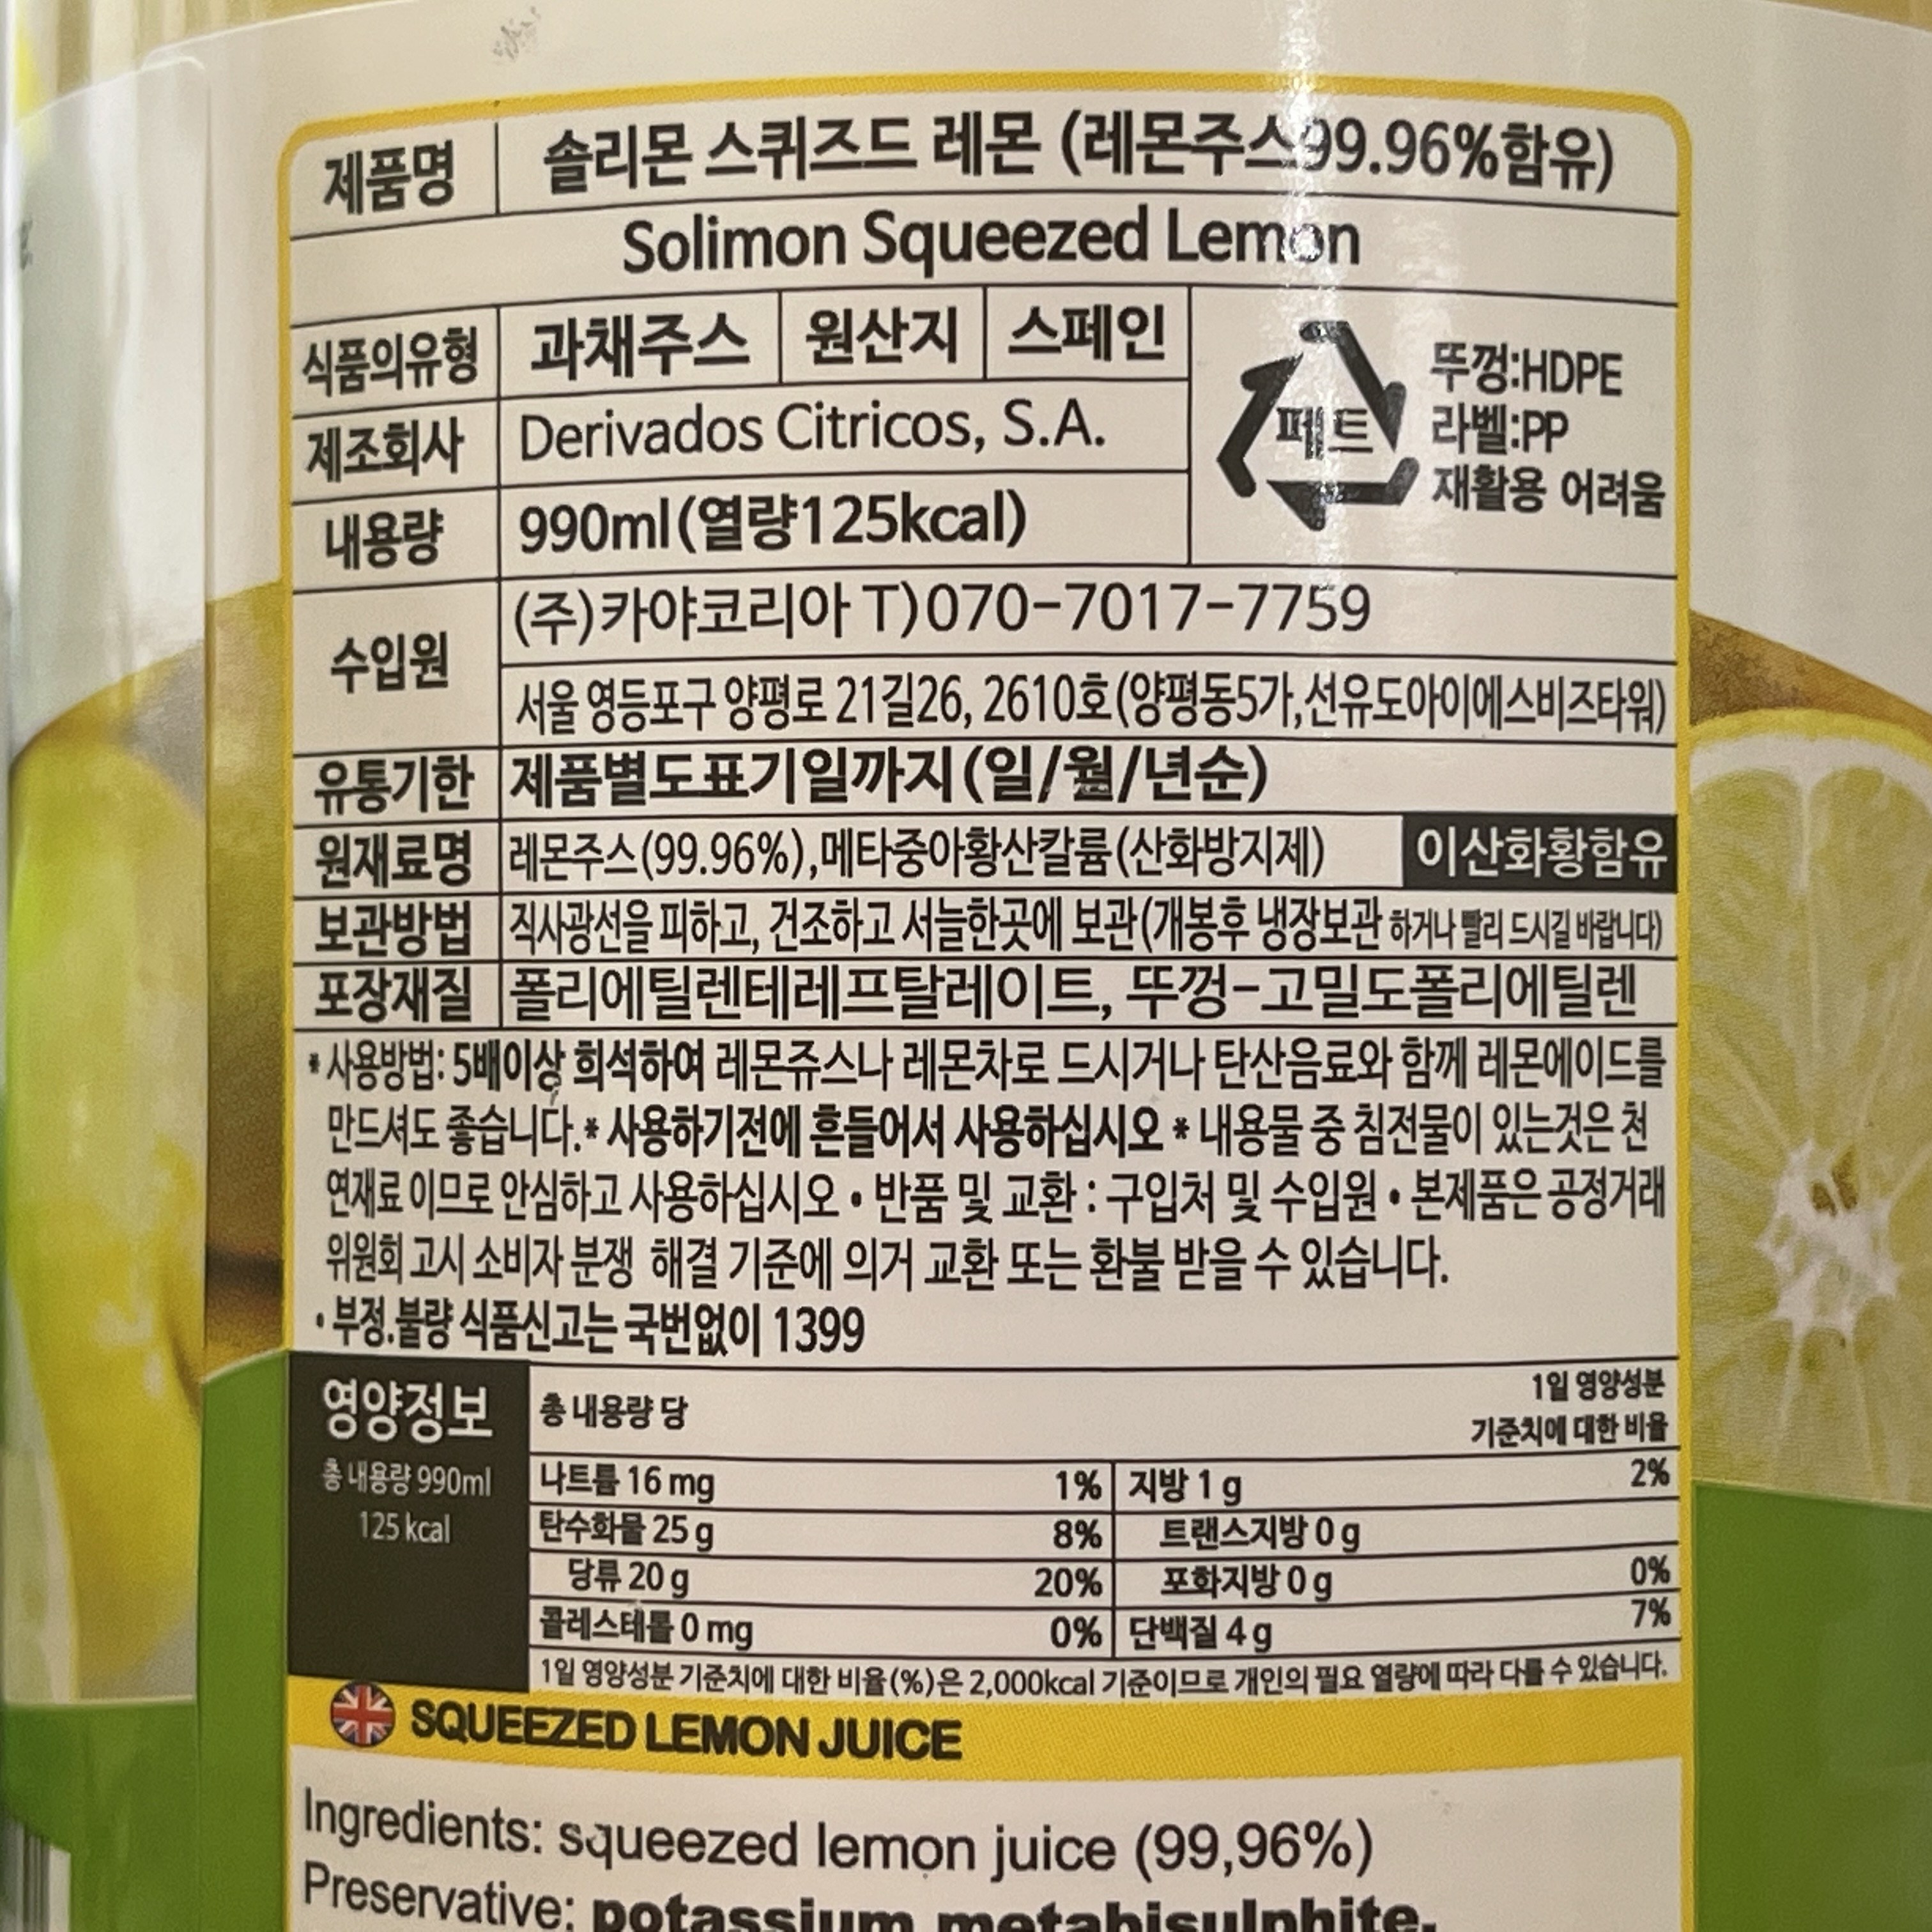 제품명 솔리몬 스퀴즈드 레몬 (레몬주스99.96%함유)
Solimon Squeezed Lemon
식품의유형 과채주스 원산지 스페인
제조회사 Derivados Citricos, S.A.
내용량 990ml(열량125kcal)
페트
뚜껑:HDPE
라벨:PP
재활용 어려움
수입원 (주)카야코리아 T)070-7017-7759
서울 영등포구 양평로 21길26, 2610호(양평동5가,선유도아이에스비즈타워)
유통기한 제품별도표기일까지(일/월/년순)
원재료명 레몬주스(99.96%),메타중아황산칼륨(산화방지제) 이산화황함유
보관방법 직사광선을 피하고, 건조하고 서늘한곳에 보관(개봉후 냉장보관 하거나 빨리 드시길 바랍니다)
포장재질 폴리에틸렌테레프탈레이트, 뚜껑-고밀도폴리에틸렌
* 사용방법: 5배이상 희석하여 레몬쥬스나 레몬차로 드시거나 탄산음료와 함께 레몬에이드를
만드셔도 좋습니다.* 사용하기전에 흔들어서 사용하십시오 * 내용물 중 침전물이 있는것은 천
연재료 이므로 안심하고 사용하십시오 • 반품 및 교환 : 구입처 및 수입원 • 본제품은 공정거래
위원회 고시 소비자 분쟁 해결 기준에 의거 교환 또는 환불 받을 수 있습니다.
• 부정.불량 식품신고는 국번없이 1399
영양정보
총 내용량 990ml
125 kcal
총 내용량 당
1일 영양성분
기준치에 대한 비율
나트륨 16 mg 1% 지방 1 g 2%
탄수화물 25 g 8% 트랜스지방 0 g
당류 20 g 20% 포화지방 0 g 0%
콜레스테롤 0 mg 0% 단백질 4 g 7%
1일 영양성분 기준치에 대한 비율(%)은 2,000kcal 기준이므로 개인의 필요 열량에 따라 다를 수 있습니다.
SQUEEZED LEMON JUICE
Ingredients: squeezed lemon juice (99,96%)
Preservative: potassium metabisulphite.